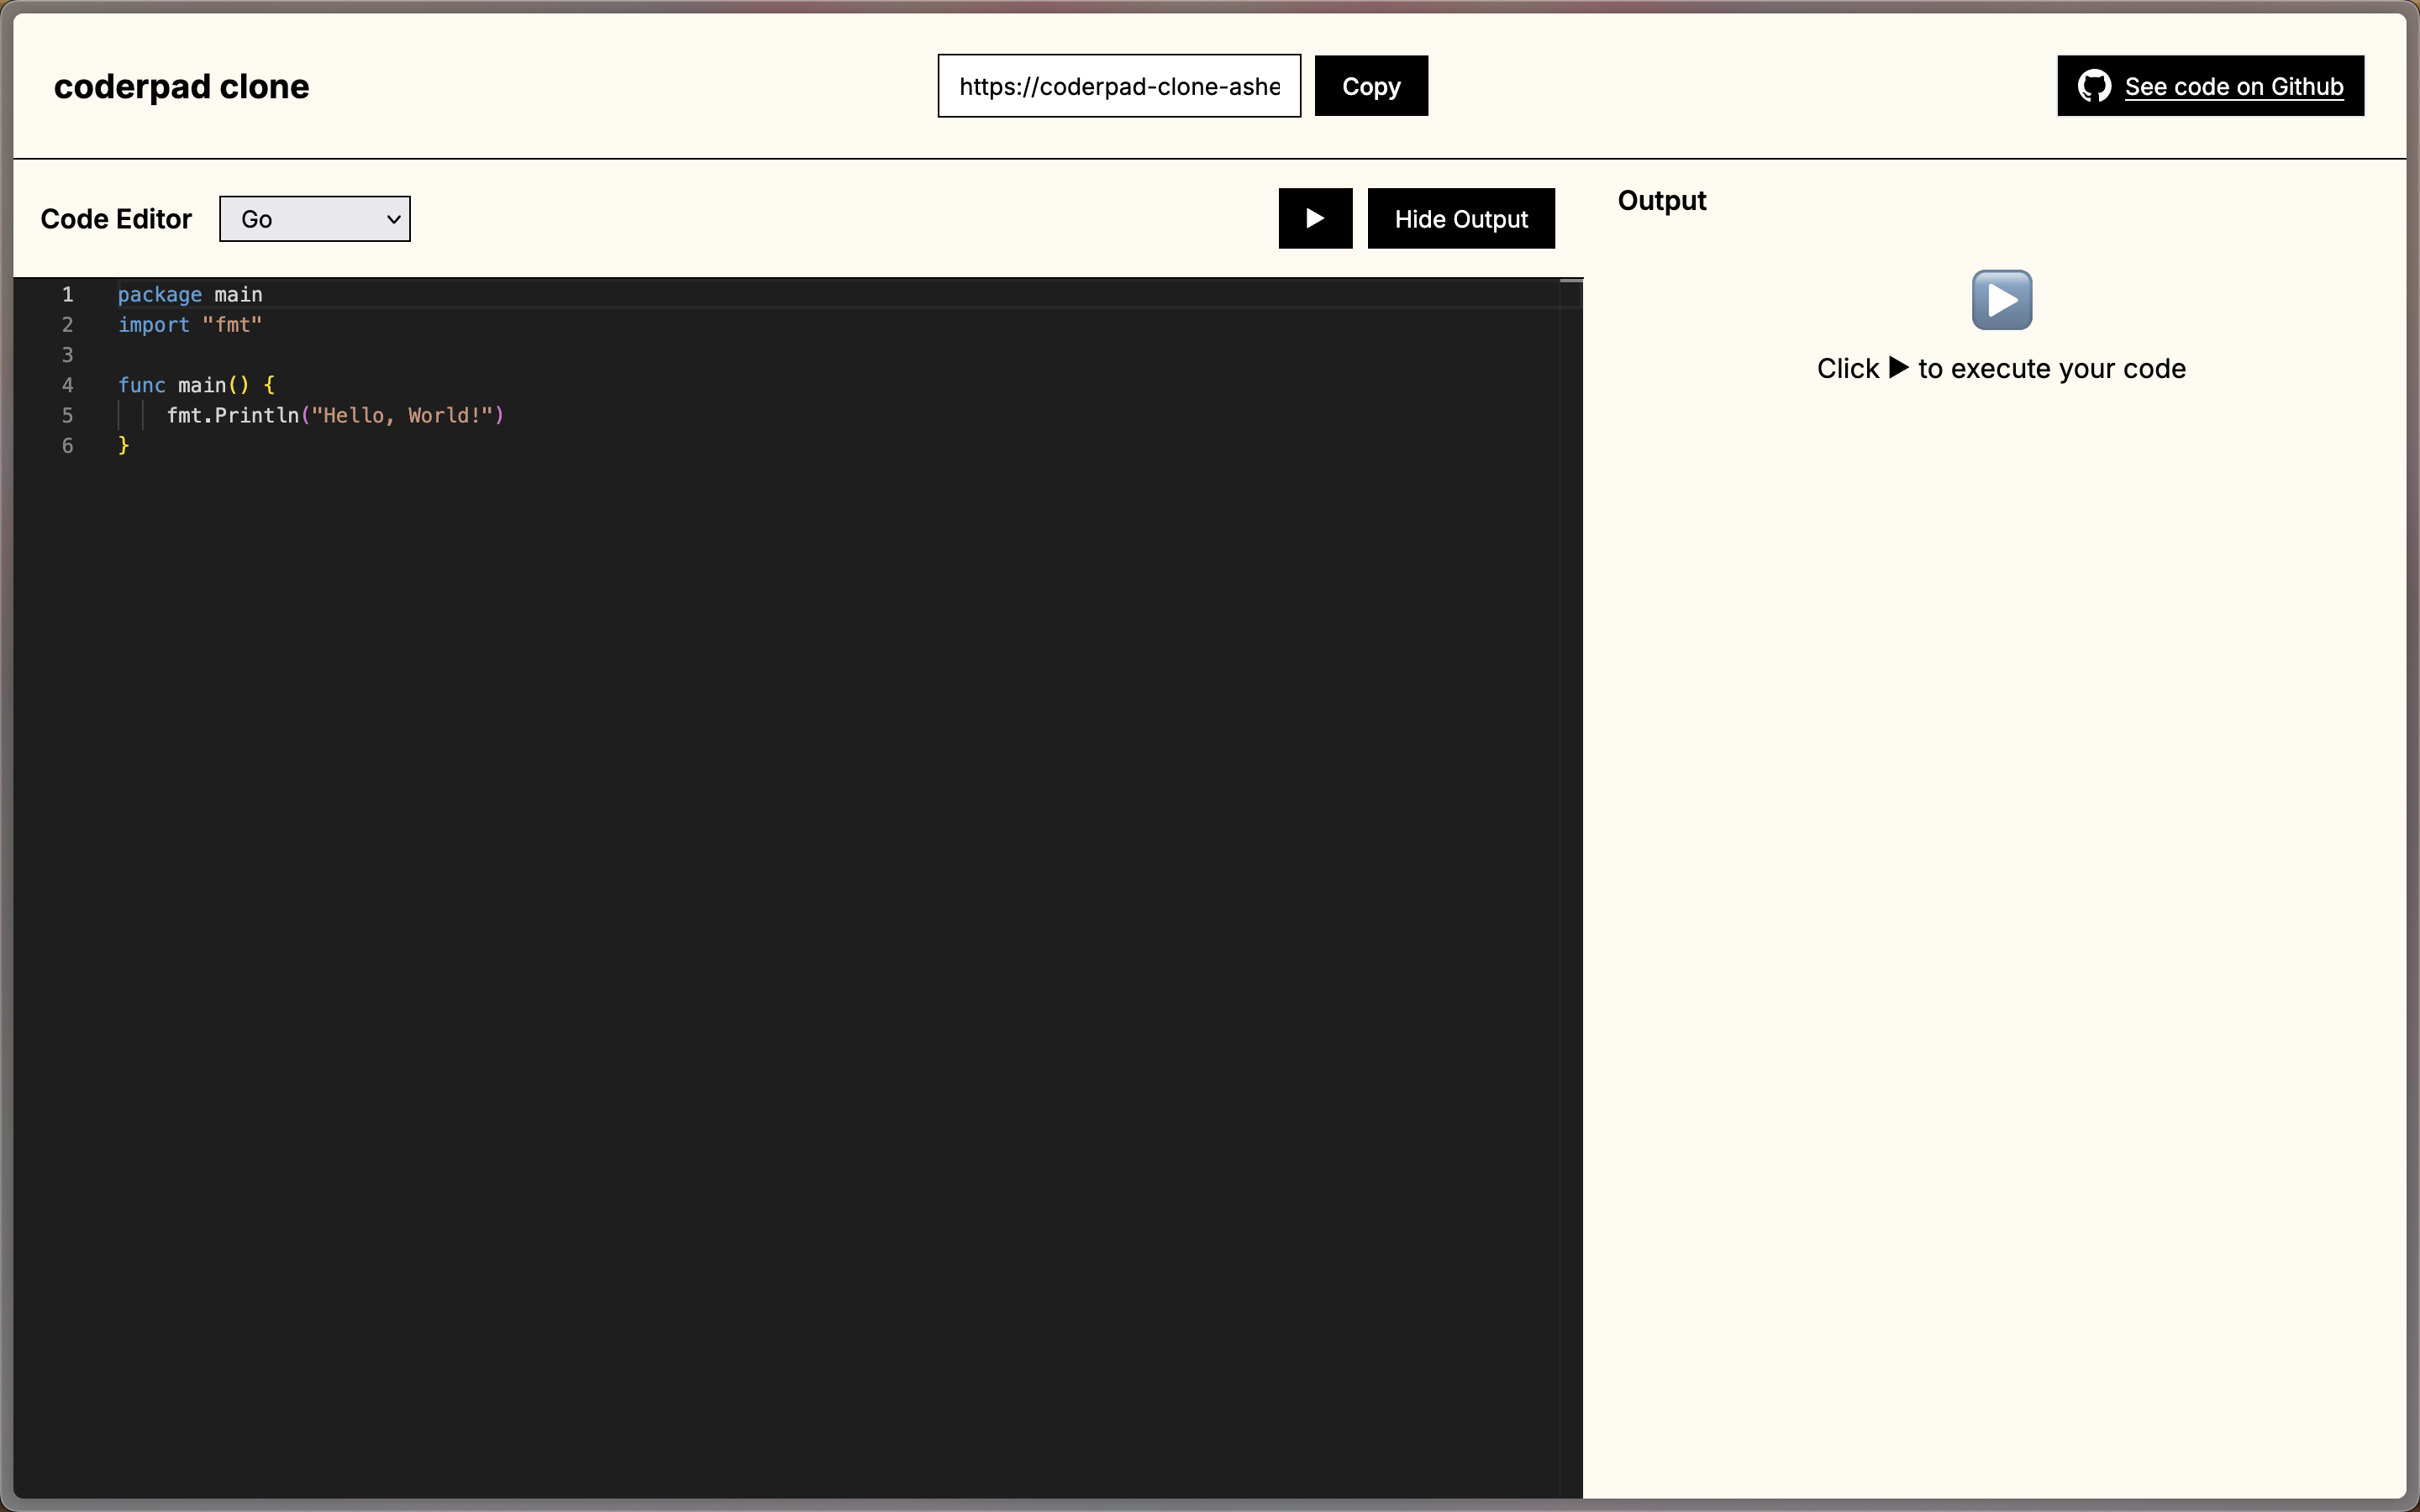 coderpad clone
https://coderpad-clone-ashe
Copy
See code on Github
Code Editor
Go
▶
Hide Output
1 package main
2 import "fmt"
3
4 func main() {
5     fmt.Println("Hello, World!")
6 }
Output
Click ▶ to execute your code